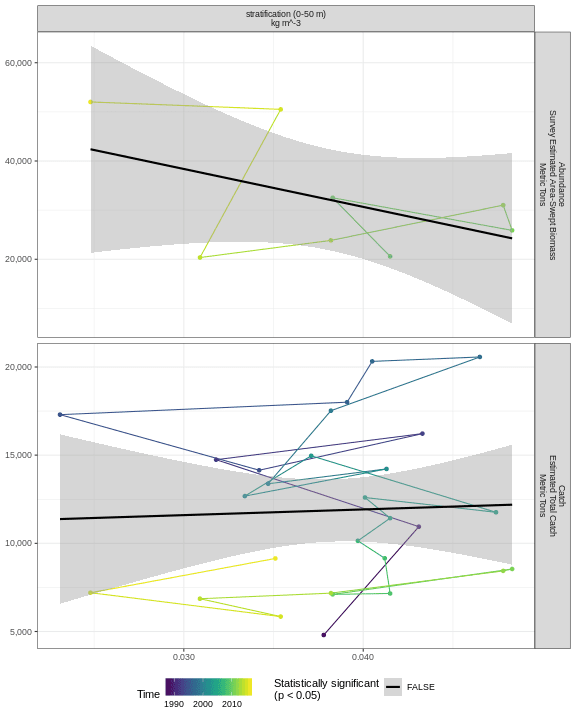 stratification (0-50 m)
kg m^-3
60,000
40,000
20,000
Abundance
Survey Estimated Area-Swept Biomass
Metric Tons
20,000
15,000
10,000
5,000
Catch
Estimated Total Catch
Metric Tons
0.030
0.040
Time
1990
2000
2010
Statistically significant
(p < 0.05)
FALSE